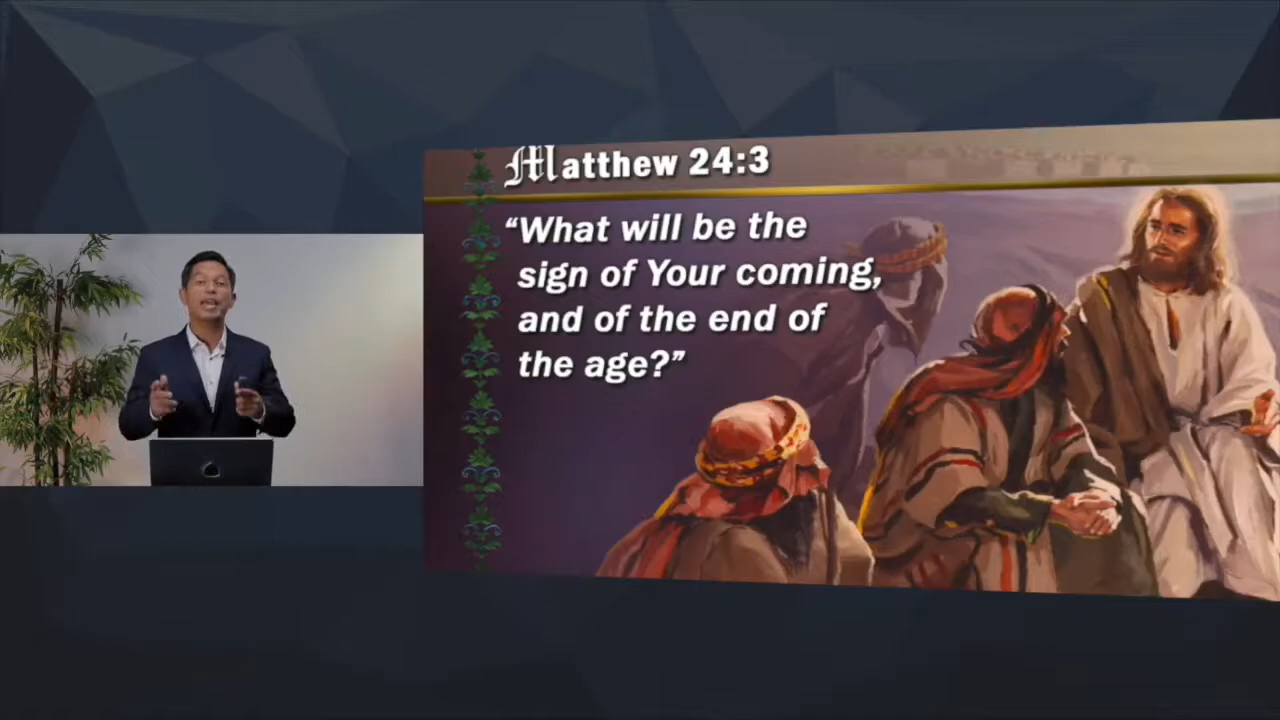 Matthew 24:3
“What will be the
sign of Your coming,
and of the end of
the age?”